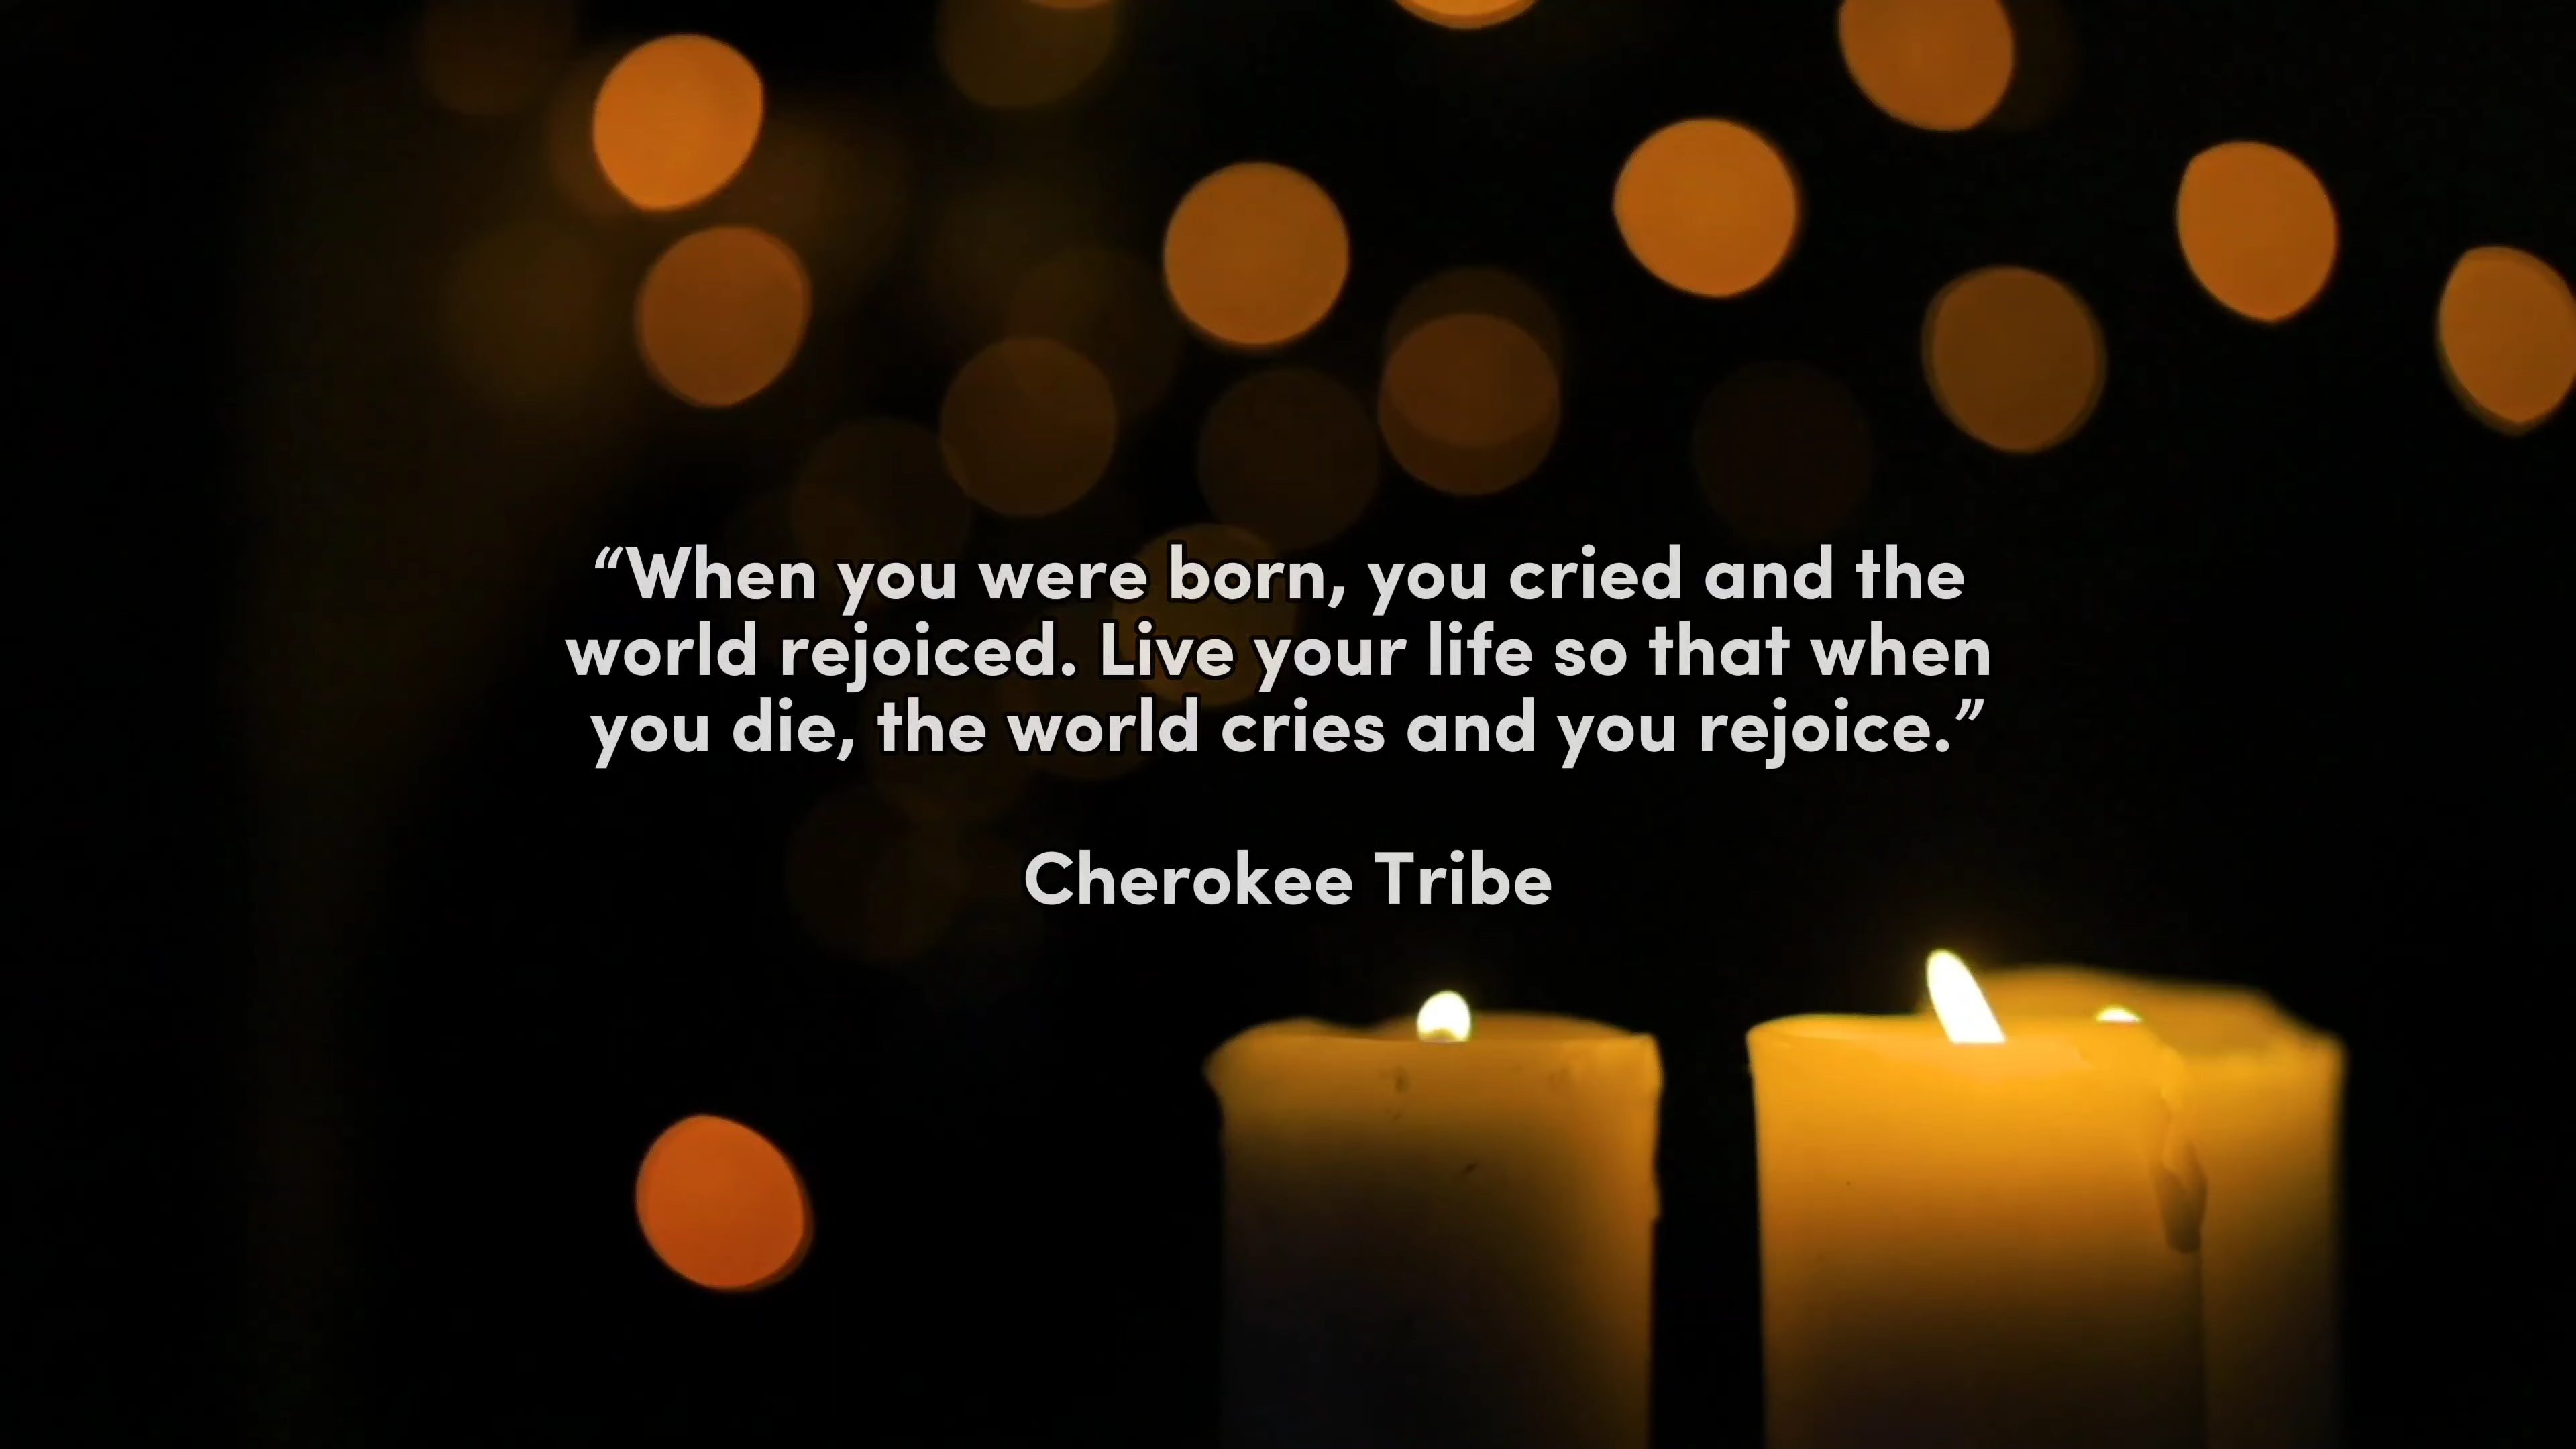 “When you were born, you cried and the
world rejoiced. Live your life so that when
you die, the world cries and you rejoice.”
Cherokee Tribe